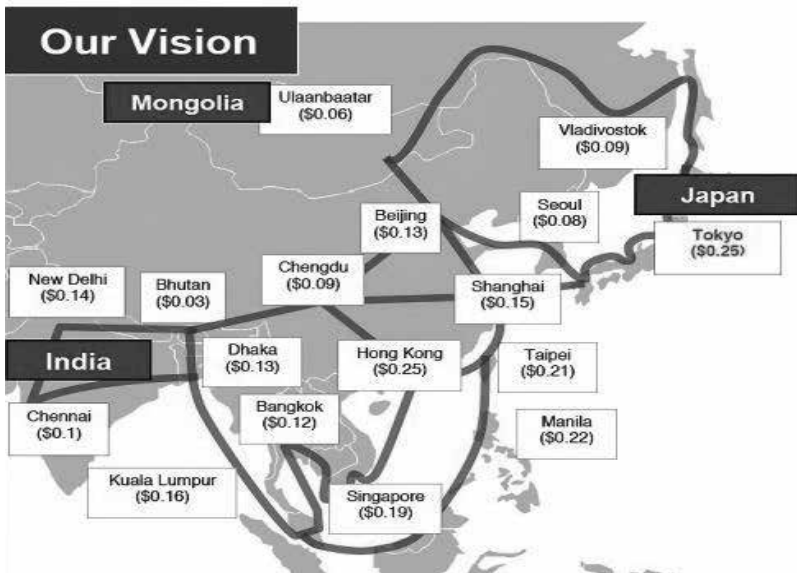 Our Vision
Mongolia
Ulaanbaatar
($0.06)
Vladivostok
($0.09)
Japan
Seoul
($0.08)
Beijing
($0.13)
Tokyo
($0.25)
New Delhi
($0.14)
Bhutan
($0.03)
Chengdu
($0.09)
Shanghai
($0.15)
India
Dhaka
($0.13)
Hong Kong
($0.25)
Taipei
($0.21)
Chennai
($0.1)
Bangkok
($0.12)
Manila
($0.22)
Kuala Lumpur
($0.16)
Singapore
($0.19)